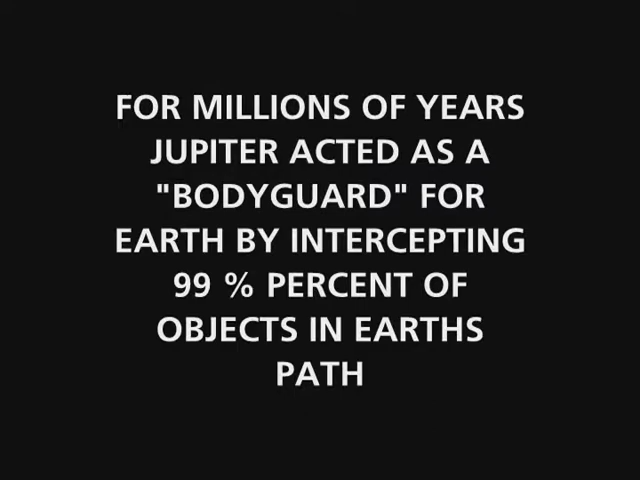 FOR MILLIONS OF YEARS
JUPITER ACTED AS A
"BODYGUARD" FOR
EARTH BY INTERCEPTING
99 % PERCENT OF
OBJECTS IN EARTHS
PATH